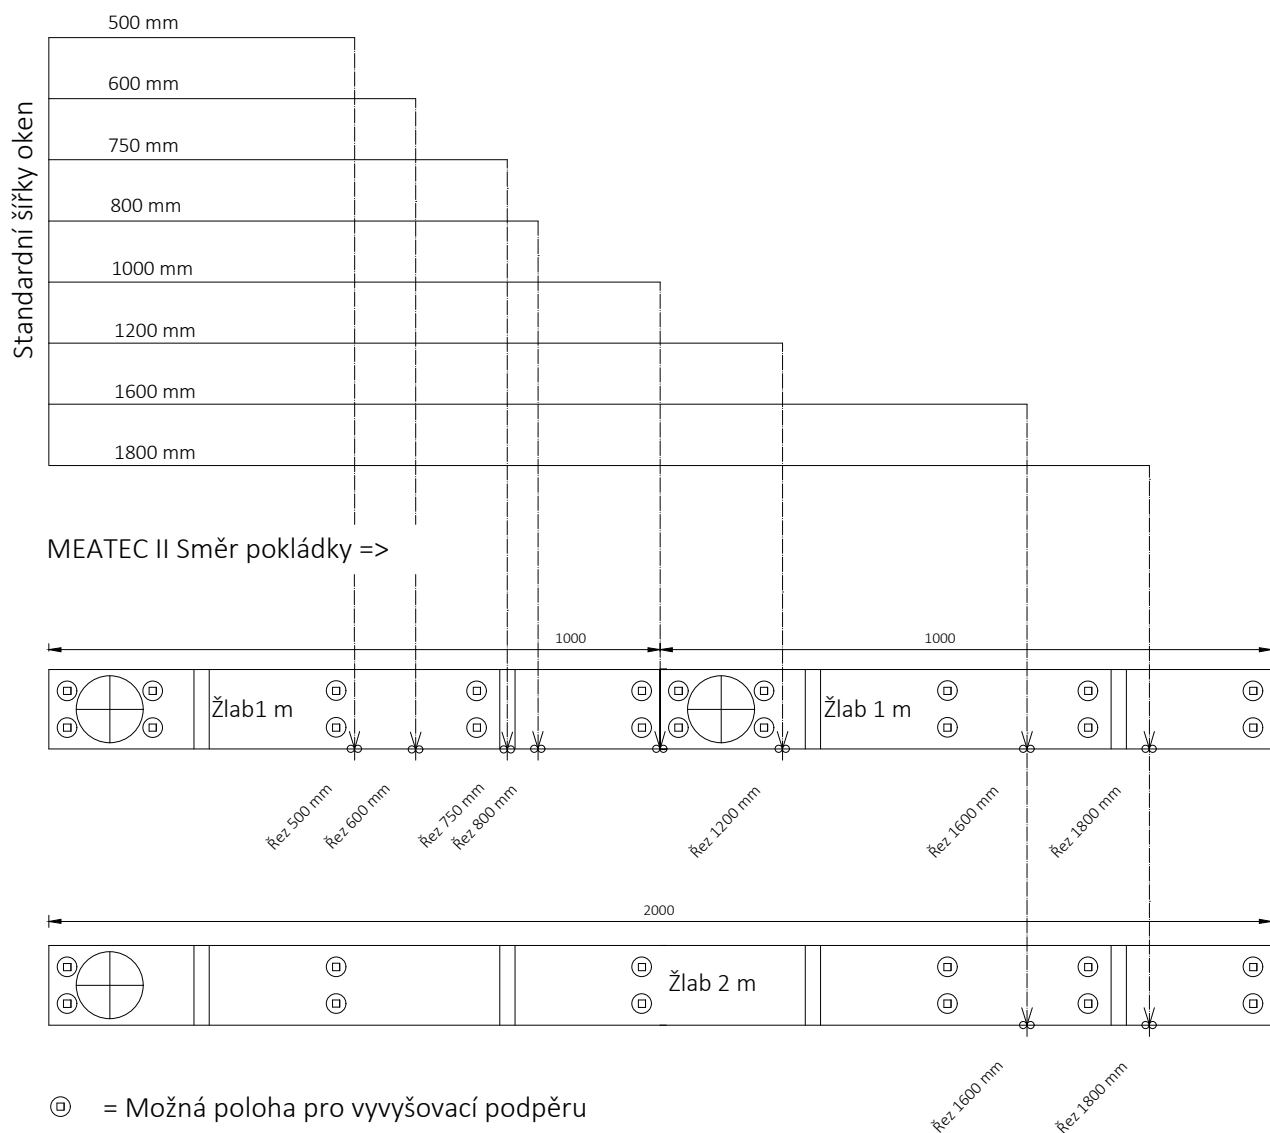 500 mm
600 mm
750 mm
800 mm
1000 mm
1200 mm
1600 mm
1800 mm
Standardní šířky oken
MEATEC II Směr pokládky =>
1000
1000
Žlab1 m
Žlab 1 m
Řez 500 mm
Řez 600 mm
Řez 750 mm
Řez 800 mm
Řez 1200 mm
Řez 1600 mm
Řez 1800 mm
2000
Žlab 2 m
Řez 1600 mm
Řez 1800 mm
= Možná poloha pro vyvyšovací podpěru